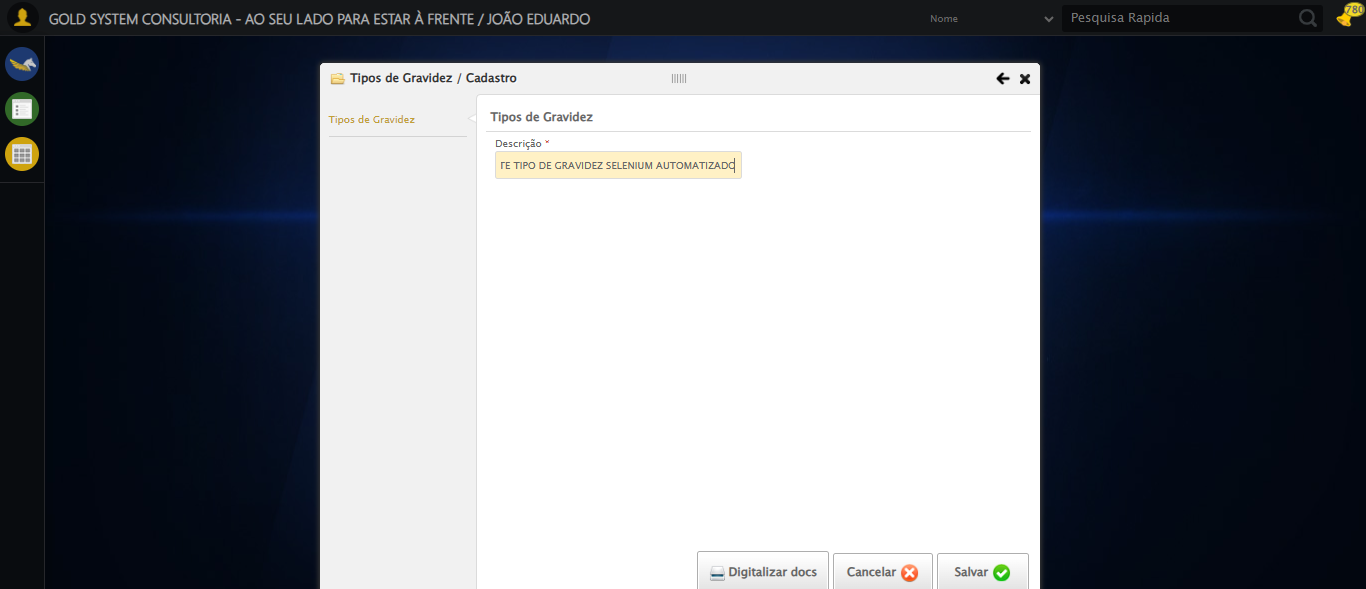 GOLD SYSTEM CONSULTORIA - AO SEU LADO PARA ESTAR À FRENTE / JOÃO EDUARDO
Nome
Pesquisa Rapida
780
Tipos de Gravidez / Cadastro
Tipos de Gravidez
Tipos de Gravidez
Descrição *
TE TIPO DE GRAVIDEZ SELENIUM AUTOMATIZADO
Digitalizar docs
Cancelar
Salvar